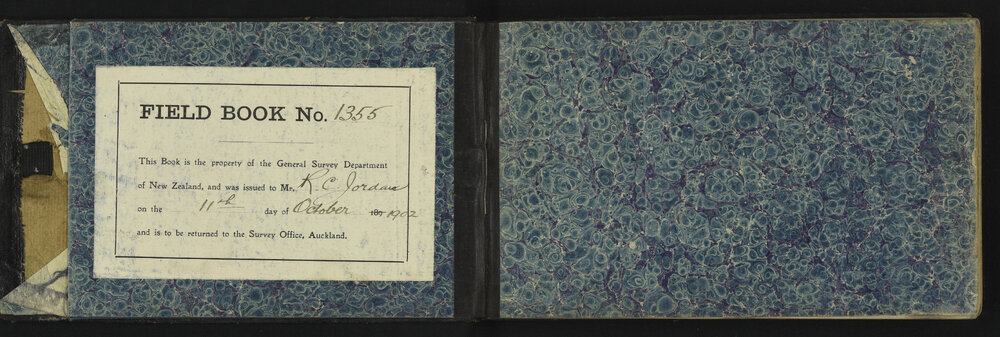 FIELD BOOK No. 1355
This Book is the property of the General Survey Department
of New Zealand, and was issued to Mr. R. C. Jordan
on the 11th day of October 189 1902
and is to be returned to the Survey Office, Auckland.